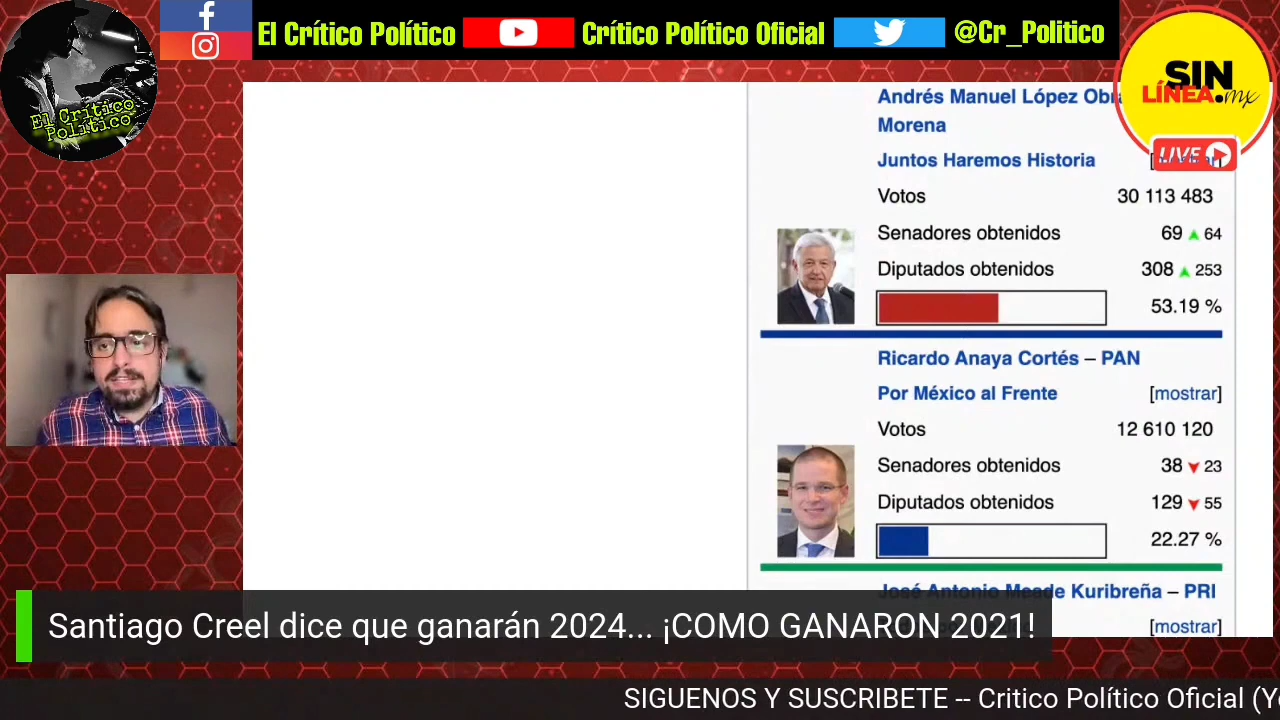 El Crítico Político
Crítico Político Oficial
@Cr_Politico
El Crítico
Político
SIN
LÍNEA.mx
LIVE
Andrés Manuel López
Morena
Juntos Haremos Historia
Votos 30 113 483
Senadores obtenidos 69 ▲ 64
Diputados obtenidos 308 ▲ 253
53.19 %
Ricardo Anaya Cortés – PAN
Por México al Frente [mostrar]
Votos 12 610 120
Senadores obtenidos 38 ▼ 23
Diputados obtenidos 129 ▼ 55
22.27 %
José Antonio Meade Kuribreña – PRI
[mostrar]
Santiago Creel dice que ganarán 2024... ¡COMO GANARON 2021!
SIGUENOS Y SUSCRIBETE -- Critico Político Oficial